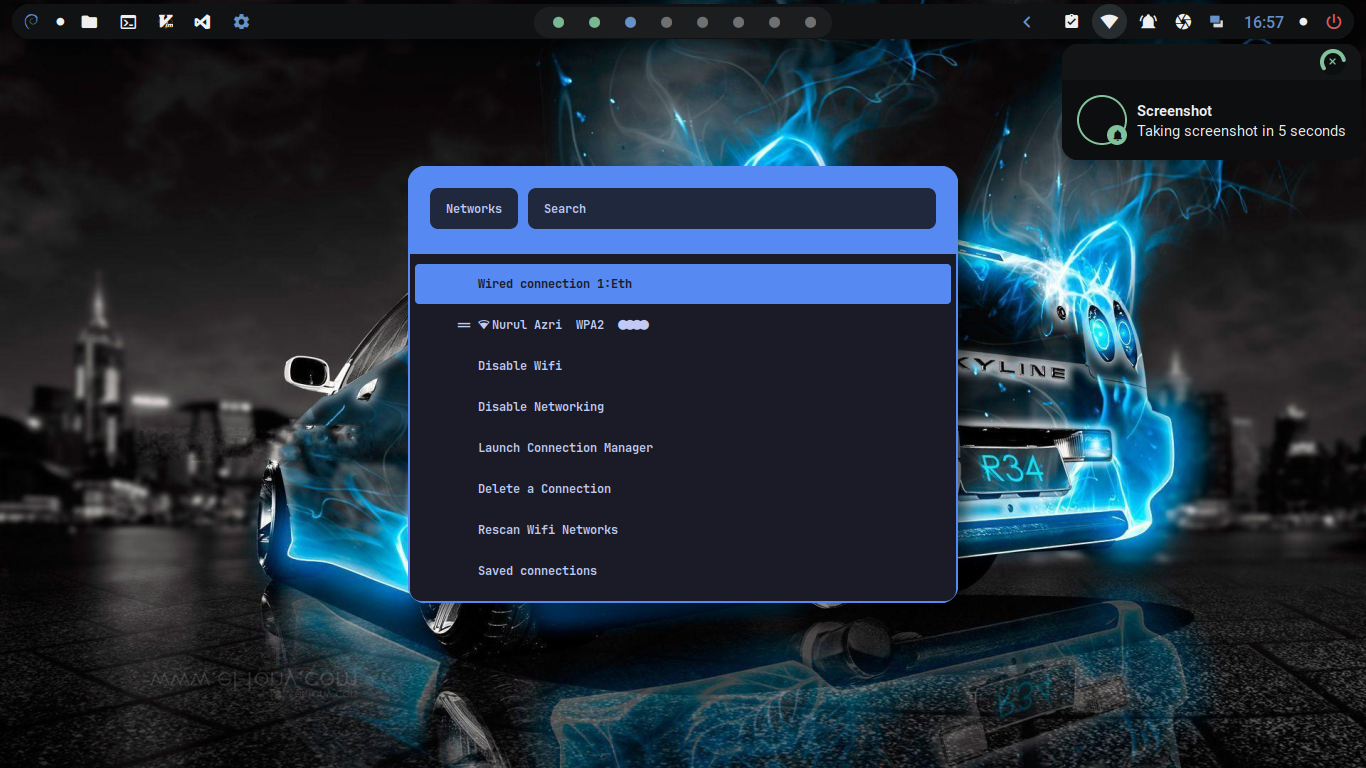 16:57
Screenshot
Taking screenshot in 5 seconds
Networks
Search
Wired connection 1:Eth
Nurul Azri WPA2
Disable Wifi
Disable Networking
Launch Connection Manager
Delete a Connection
Rescan Wifi Networks
Saved connections
KYLINE
R34